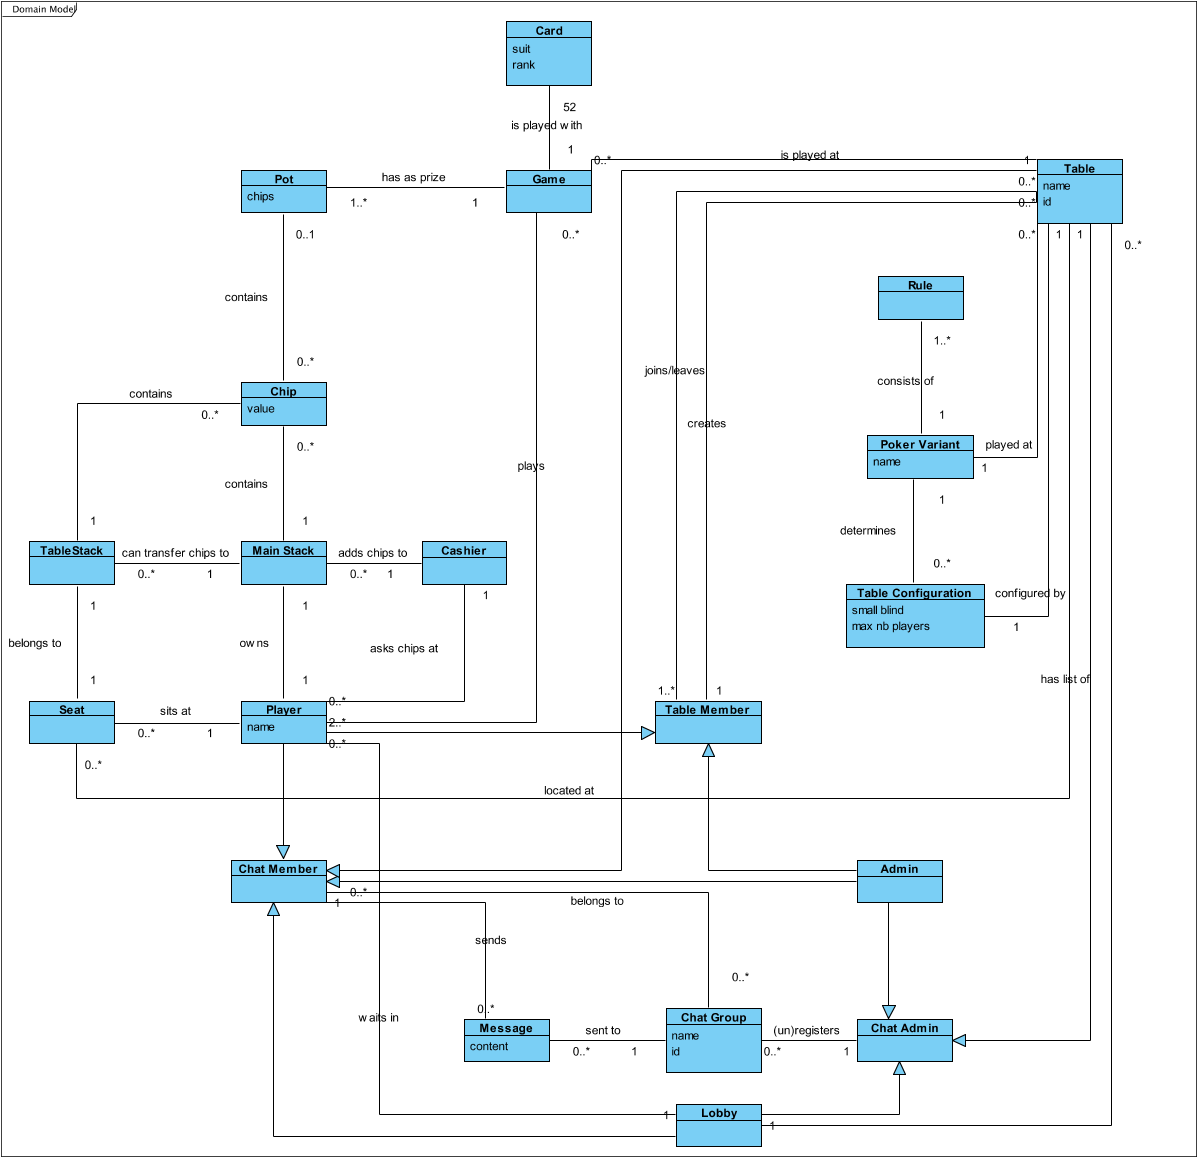 Domain Model
Card
suit
rank
52
is played with
1
0..*
is played at
1
Table
name
id
Pot
chips
has as prize
1..*
1
Game
0..*
0..*
0..1
0..*
0..*
1
1
0..*
contains
Rule
1..*
joins/leaves
consists of
0..*
contains
0..*
Chip
value
1
creates
Poker Variant
name
played at
1
0..*
contains
plays
1
determines
1
1
0..*
TableStack
can transfer chips to
0..*
1
Main Stack
adds chips to
0..*
1
Cashier
Table Configuration
small blind
max nb players
configured by
1
1
1
1
belongs to
owns
asks chips at
has list of
1
1
1..*
1
Seat
sits at
0..*
1
Player
name
0..*
2..*
0..*
Table Member
0..*
located at
Chat Member
Admin
0..*
1
belongs to
sends
0..*
0..*
waits in
Message
content
sent to
0..*
1
Chat Group
name
id
(un)registers
0..*
1
Chat Admin
1
Lobby
1